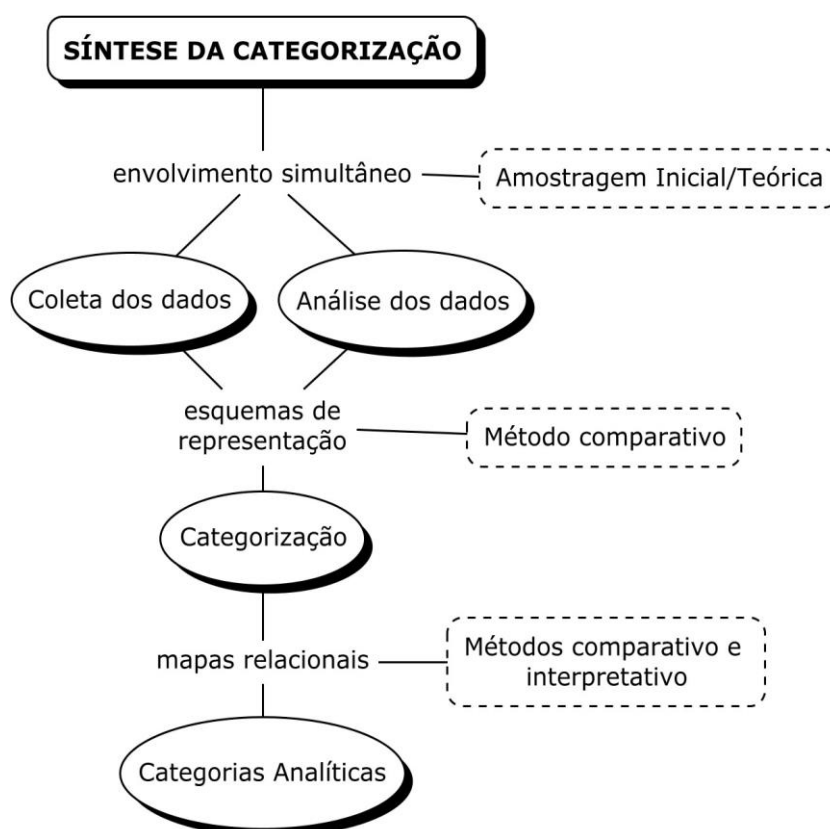 SÍNTESE DA CATEGORIZAÇÃO
envolvimento simultâneo
Amostragem Inicial/Teórica
Coleta dos dados
Análise dos dados
esquemas de
representação
Método comparativo
Categorização
mapas relacionais
Métodos comparativo e
interpretativo
Categorias Analíticas